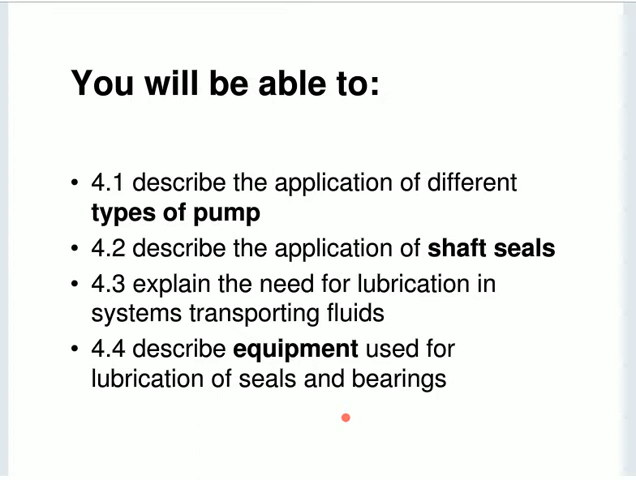 You will be able to:
• 4.1 describe the application of different
types of pump
• 4.2 describe the application of shaft seals
• 4.3 explain the need for lubrication in
systems transporting fluids
• 4.4 describe equipment used for
lubrication of seals and bearings